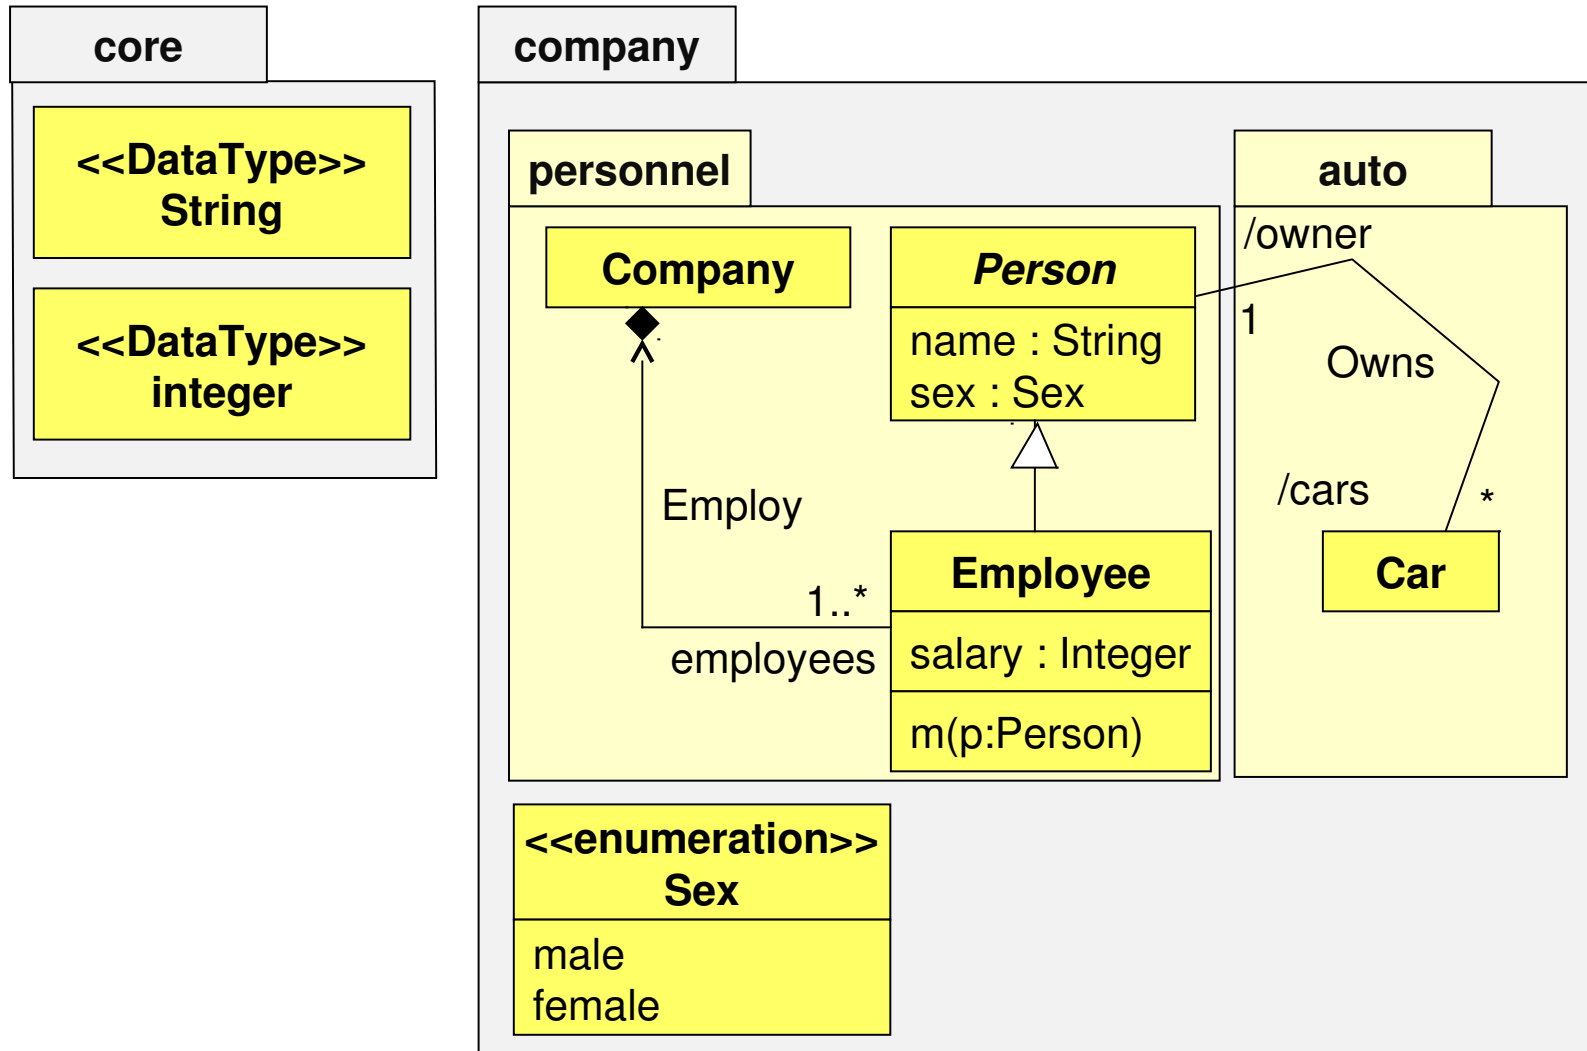 core
<<DataType>>
String
<<DataType>>
integer
company
personnel
Company
Person
name : String
sex : Sex
Employ
1..*
employees
Employee
salary : Integer
m(p:Person)
auto
/owner
1
Owns
/cars
*
Car
<<enumeration>>
Sex
male
female